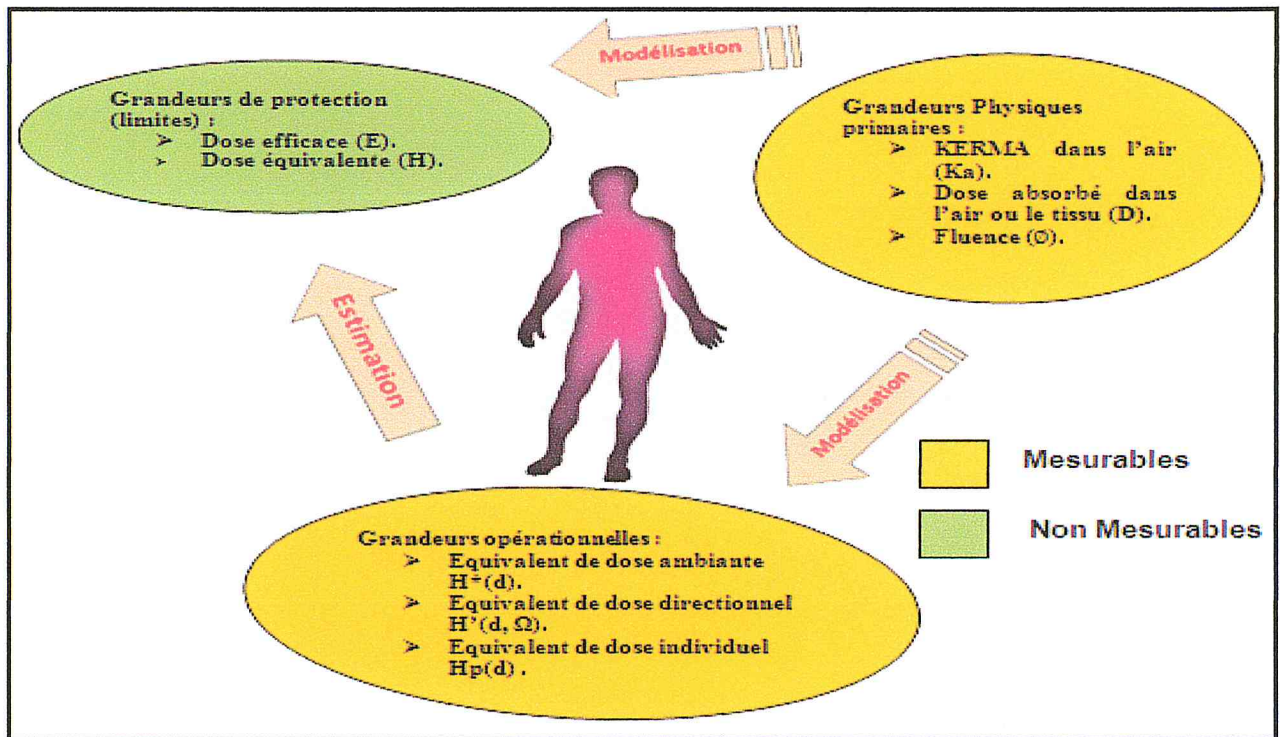 Modélisation
Grandeurs de protection
(limites) :
➢ Dose efficace (E).
➢ Dose équivalente (H).
Grandeurs Physiques
primaires :
➢ KERMA dans l'air
(Ka).
➢ Dose absorbé dans
l'air ou le tissu (D).
➢ Fluence (∅).
Estimation
Modélisation
Mesurables
Non Mesurables
Grandeurs opérationnelles :
➢ Equivalent de dose ambiante
H*(d).
➢ Equivalent de dose directionnel
H'(d, Ω).
➢ Equivalent de dose individuel
Hp(d) .